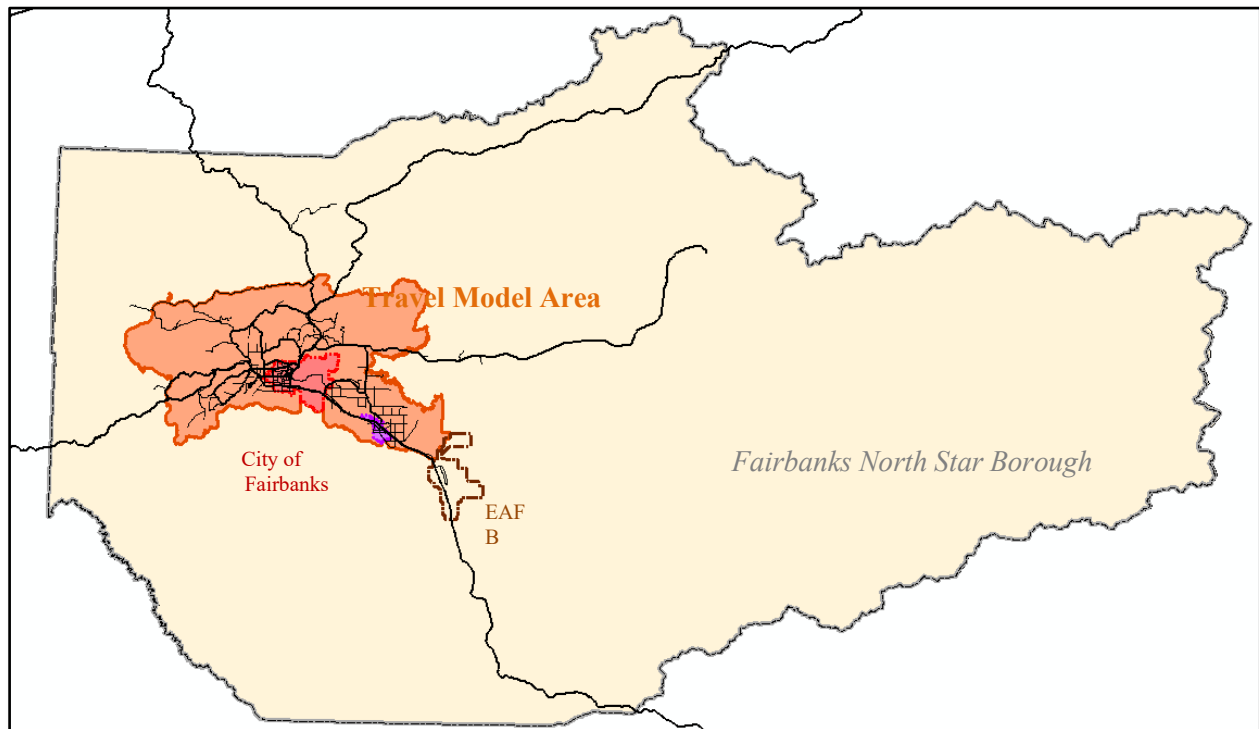 Travel Model Area
City of
Fairbanks
Fairbanks North Star Borough
EAF
B